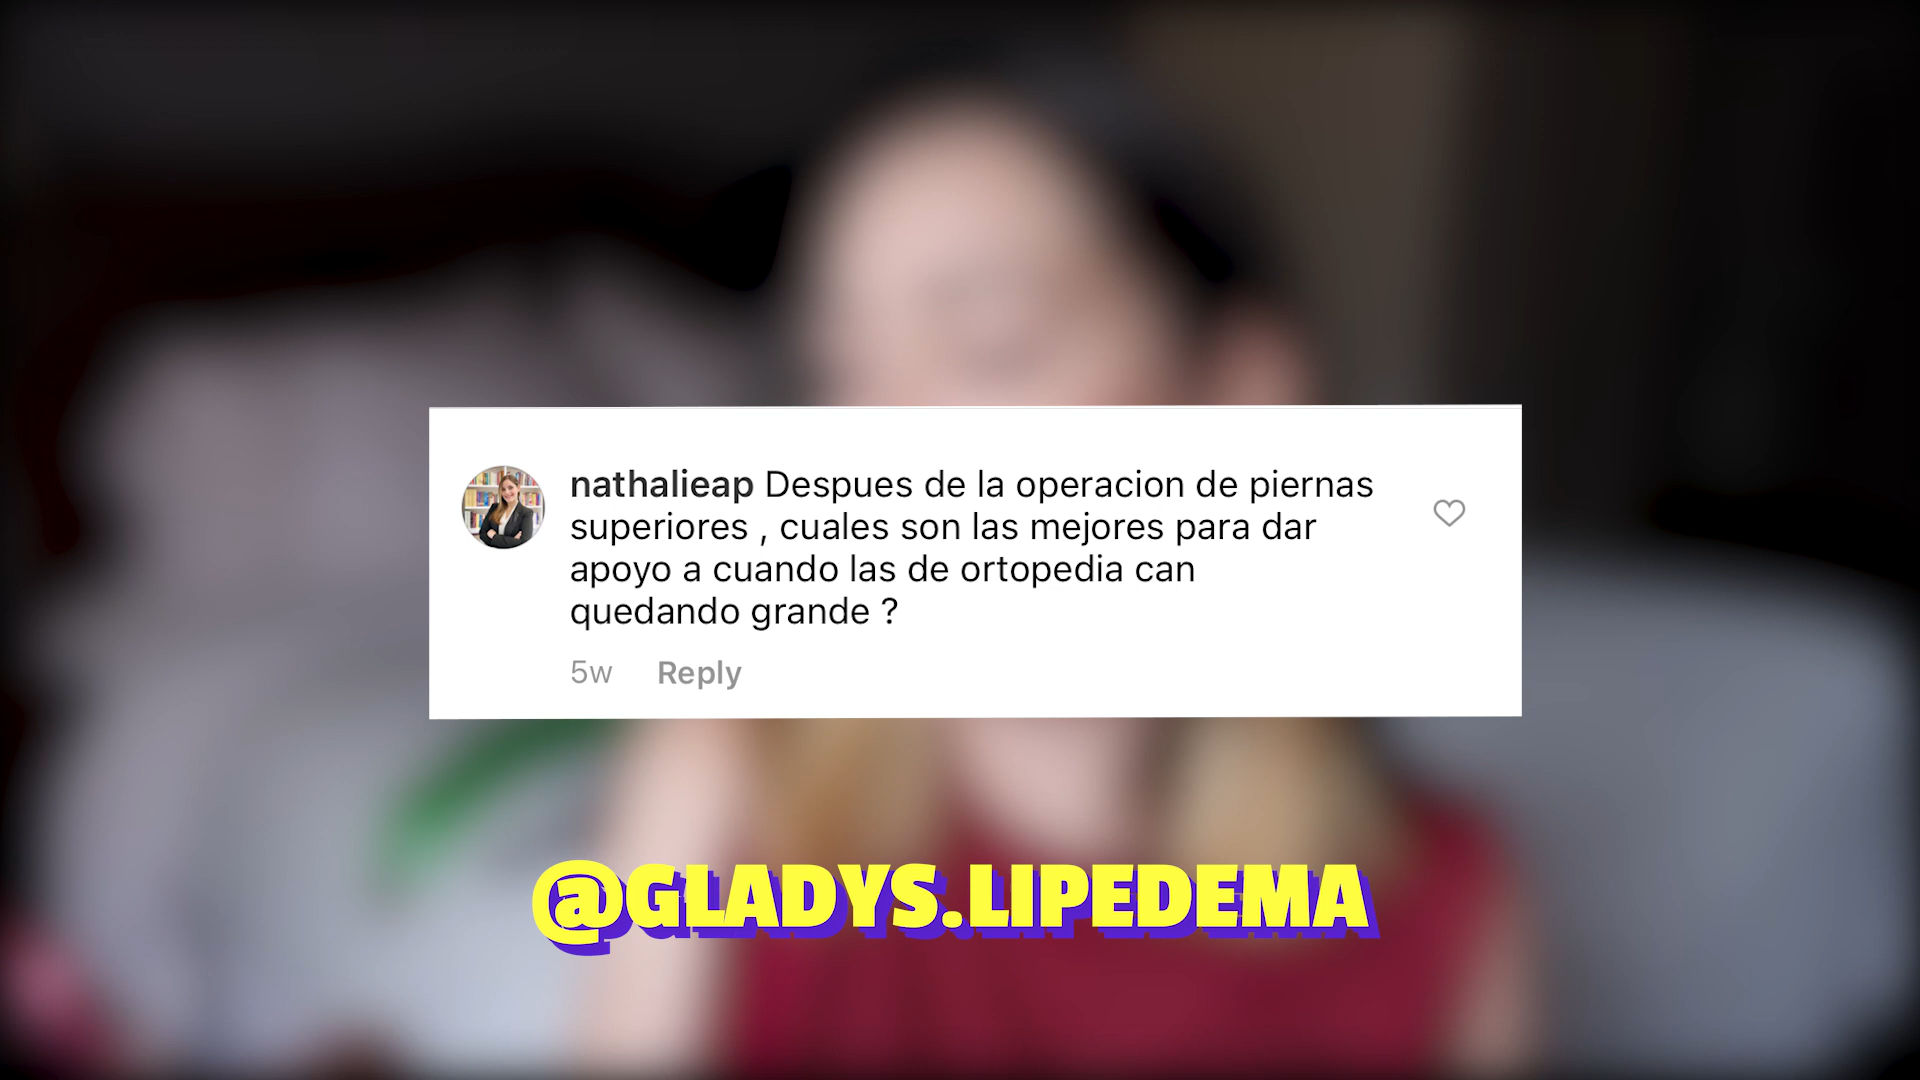 nathalieap Despues de la operacion de piernas
superiores , cuales son las mejores para dar
apoyo a cuando las de ortopedia can
quedando grande ?
5w Reply
@GLADYS.LIPEDEMA